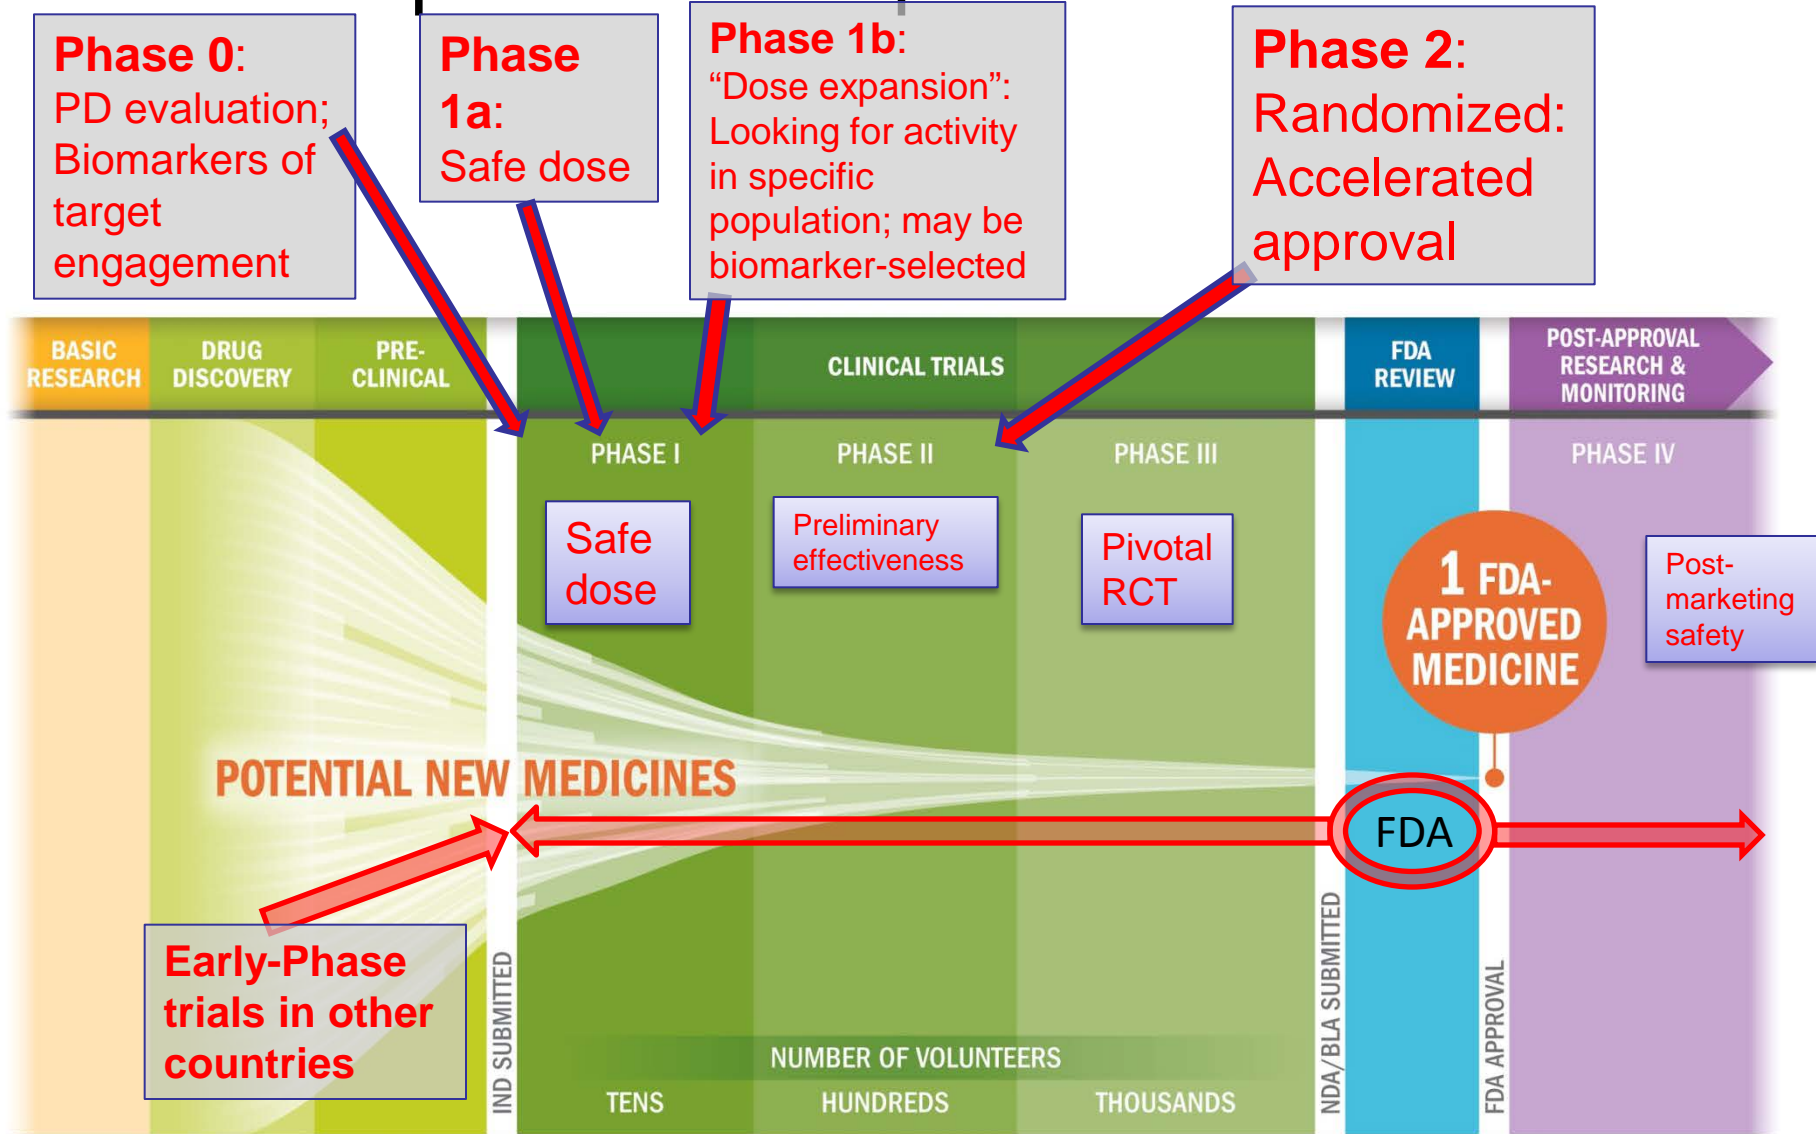 Phase 0:
PD evaluation;
Biomarkers of
target
engagement
Phase
1a:
Safe dose
Phase 1b:
“Dose expansion”:
Looking for activity
in specific
population; may be
biomarker-selected
Phase 2:
Randomized:
Accelerated
approval
BASIC
RESEARCH
DRUG
DISCOVERY
PRE-
CLINICAL
CLINICAL TRIALS
FDA
REVIEW
POST-APPROVAL
RESEARCH &
MONITORING
PHASE I
PHASE II
PHASE III
PHASE IV
Safe
dose
Preliminary
effectiveness
Pivotal
RCT
1 FDA-
APPROVED
MEDICINE
Post-
marketing
safety
POTENTIAL NEW MEDICINES
FDA
Early-Phase
trials in other
countries
IND SUBMITTED
NDA/BLA SUBMITTED
FDA APPROVAL
NUMBER OF VOLUNTEERS
TENS
HUNDREDS
THOUSANDS